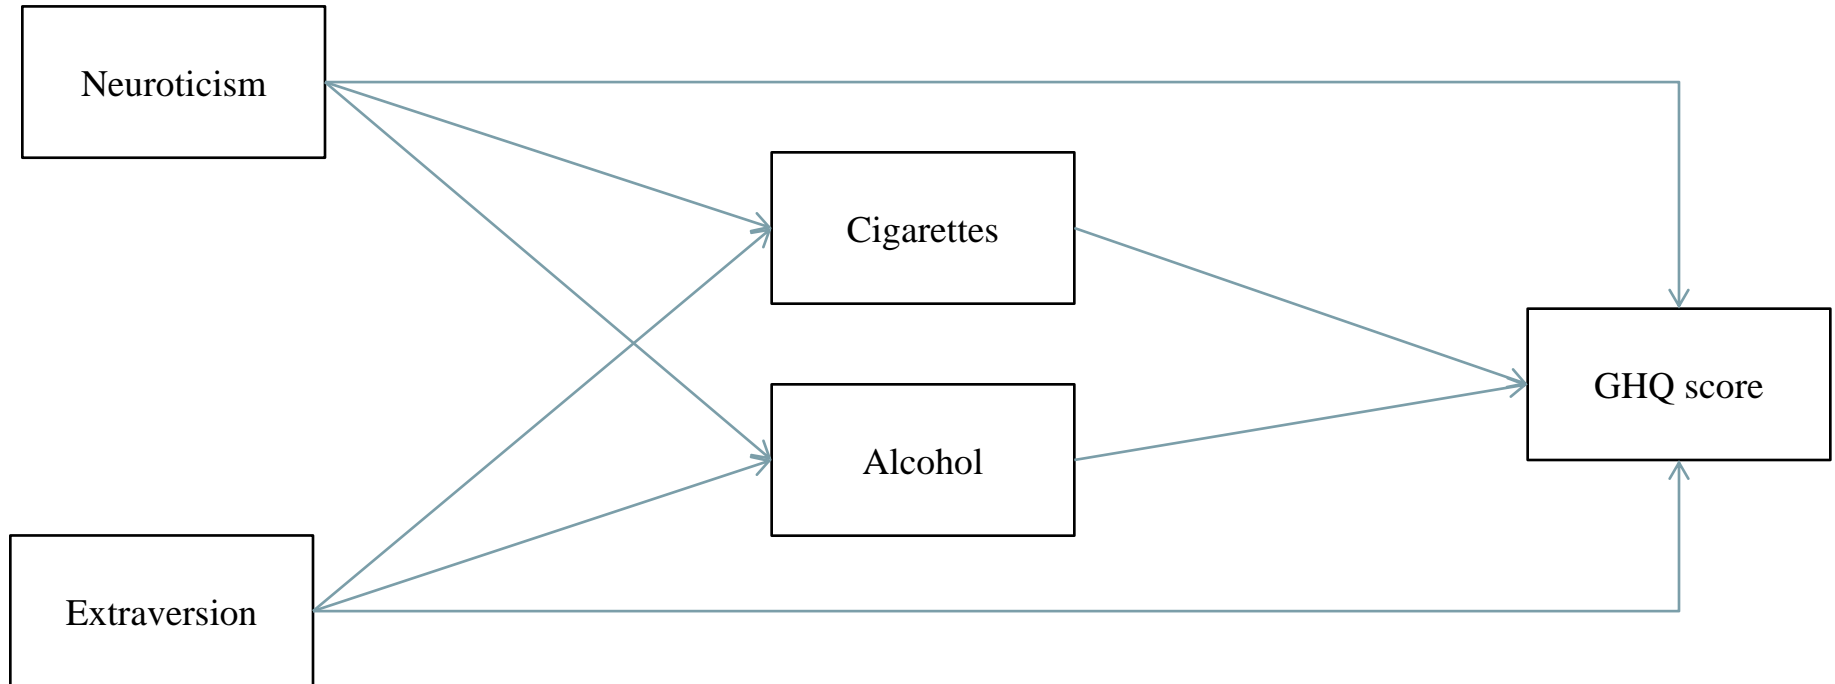 Neuroticism
Cigarettes
GHQ score
Alcohol
Extraversion